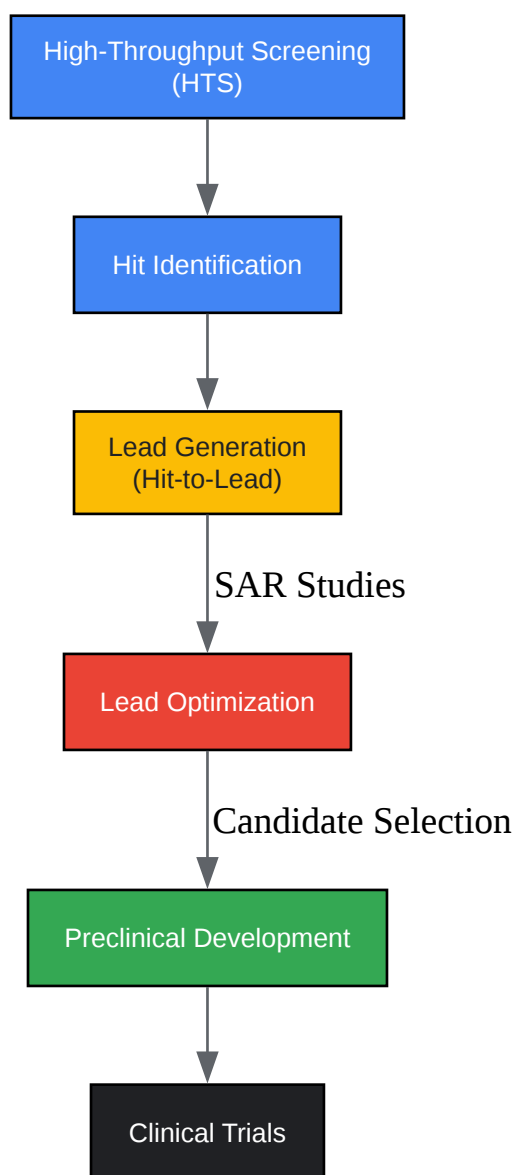 High-Throughput Screening
(HTS)
Hit Identification
Lead Generation
(Hit-to-Lead)
SAR Studies
Lead Optimization
Candidate Selection
Preclinical Development
Clinical Trials